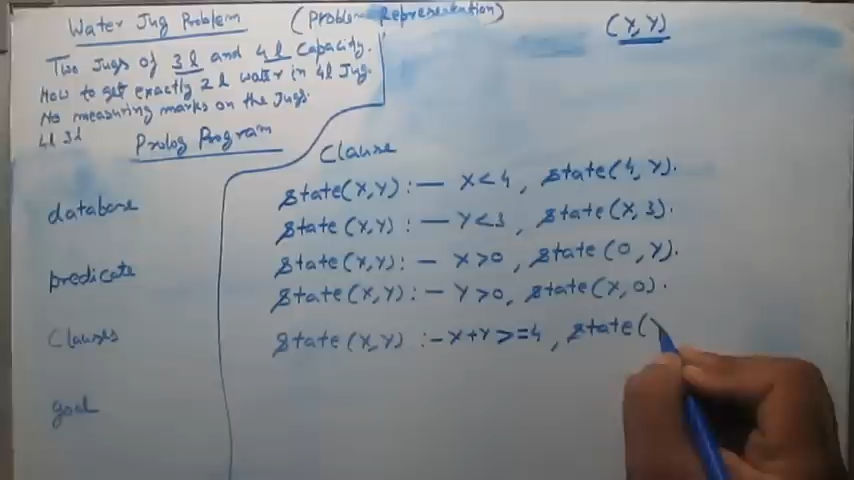 Water Jug Problem (Problem Representation)
(X,Y)
Two Jugs of 3 l and 4 l Capacity.
How to get exactly 2 l water in 4l Jug.
No measuring marks on the Jugs.
4l 3l
Prolog Program
Clause
database
predicate
Clauses
goal
state(X,Y) :— X<4, state(4,Y).
state(X,Y) :— Y<3, state(X,3).
state(X,Y) :— X>0, state(0,Y).
state(X,Y) :— Y>0, state(X,0).
state(X,Y) :— X+Y>=4, state(